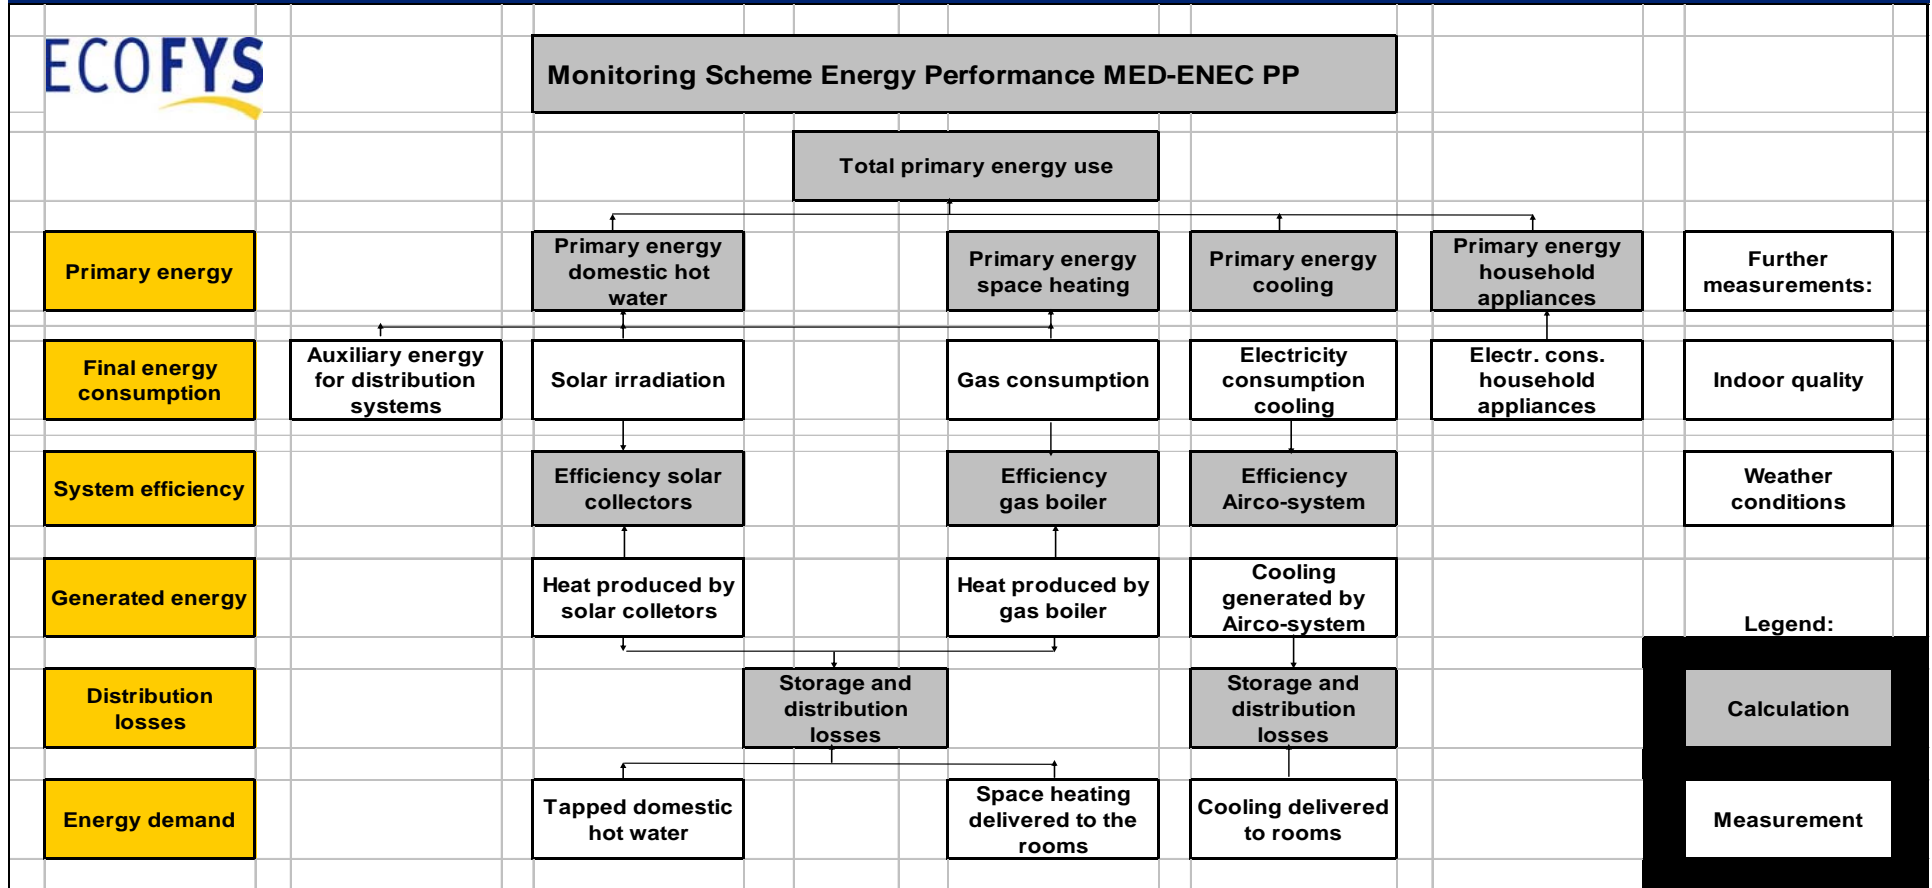 ECOFYS
Monitoring Scheme Energy Performance MED-ENEC PP
Total primary energy use
Primary energy
Primary energy
domestic hot
water
Primary energy
space heating
Primary energy
cooling
Primary energy
household
appliances
Further
measurements:
Final energy
consumption
Auxiliary energy
for distribution
systems
Solar irradiation
Gas consumption
Electricity
consumption
cooling
Electr. cons.
household
appliances
Indoor quality
System efficiency
Efficiency solar
collectors
Efficiency
gas boiler
Efficiency
Airco-system
Weather
conditions
Generated energy
Heat produced by
solar colletors
Heat produced by
gas boiler
Cooling
generated by
Airco-system
Legend:
Distribution
losses
Storage and
distribution
losses
Storage and
distribution
losses
Calculation
Energy demand
Tapped domestic
hot water
Space heating
delivered to the
rooms
Cooling delivered
to rooms
Measurement